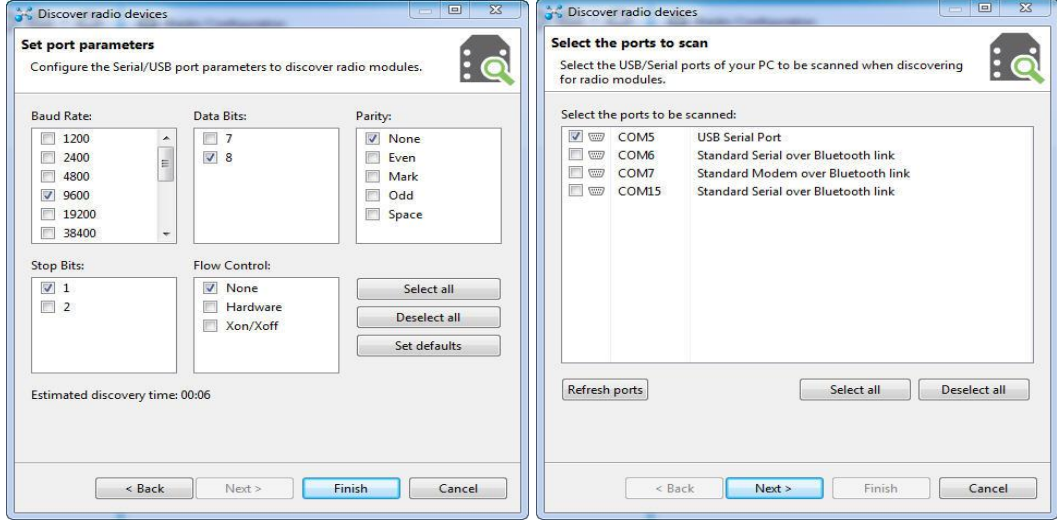 Discover radio devices
Set port parameters
Configure the Serial/USB port parameters to discover radio modules.
Baud Rate:
1200
2400
4800
9600
19200
38400
Data Bits:
7
8
Parity:
None
Even
Mark
Odd
Space
Stop Bits:
1
2
Flow Control:
None
Hardware
Xon/Xoff
Select all
Deselect all
Set defaults
Estimated discovery time: 00:06
< Back
Next >
Finish
Cancel
Discover radio devices
Select the ports to scan
Select the USB/Serial ports of your PC to be scanned when discovering
for radio modules.
Select the ports to be scanned:
COM5 USB Serial Port
COM6 Standard Serial over Bluetooth link
COM7 Standard Modem over Bluetooth link
COM15 Standard Serial over Bluetooth link
Refresh ports
Select all
Deselect all
< Back
Next >
Finish
Cancel